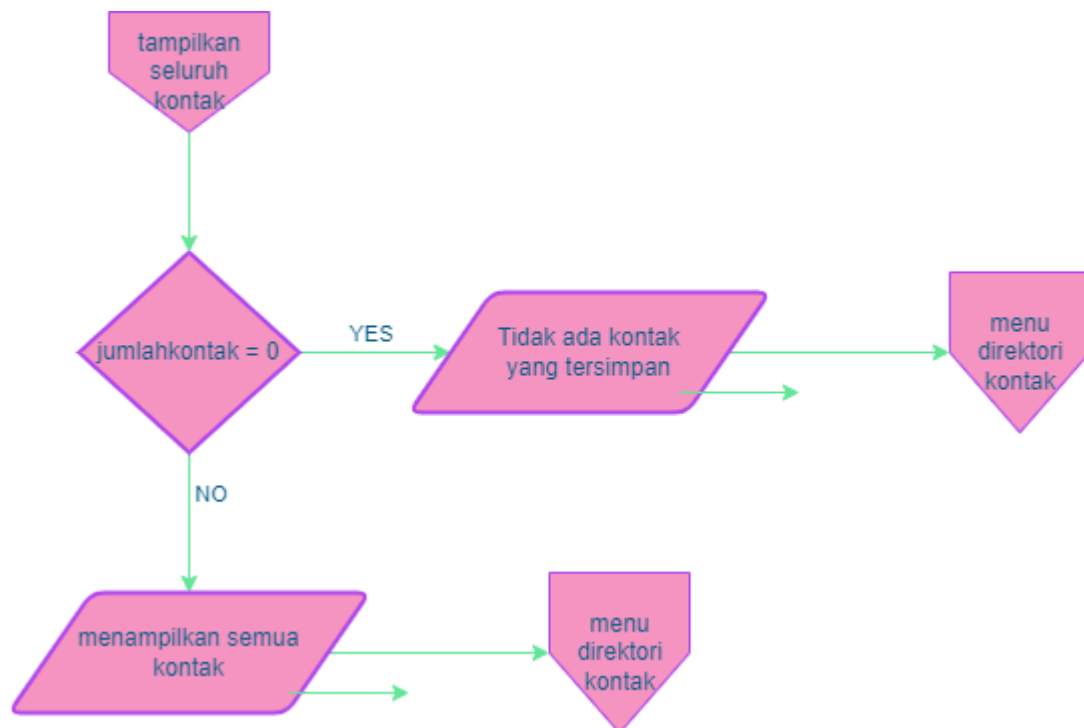 tampilkan
seluruh
kontak
jumlahkontak = 0
YES
Tidak ada kontak
yang tersimpan
menu
direktori
kontak
NO
menampilkan semua
kontak
menu
direktori
kontak